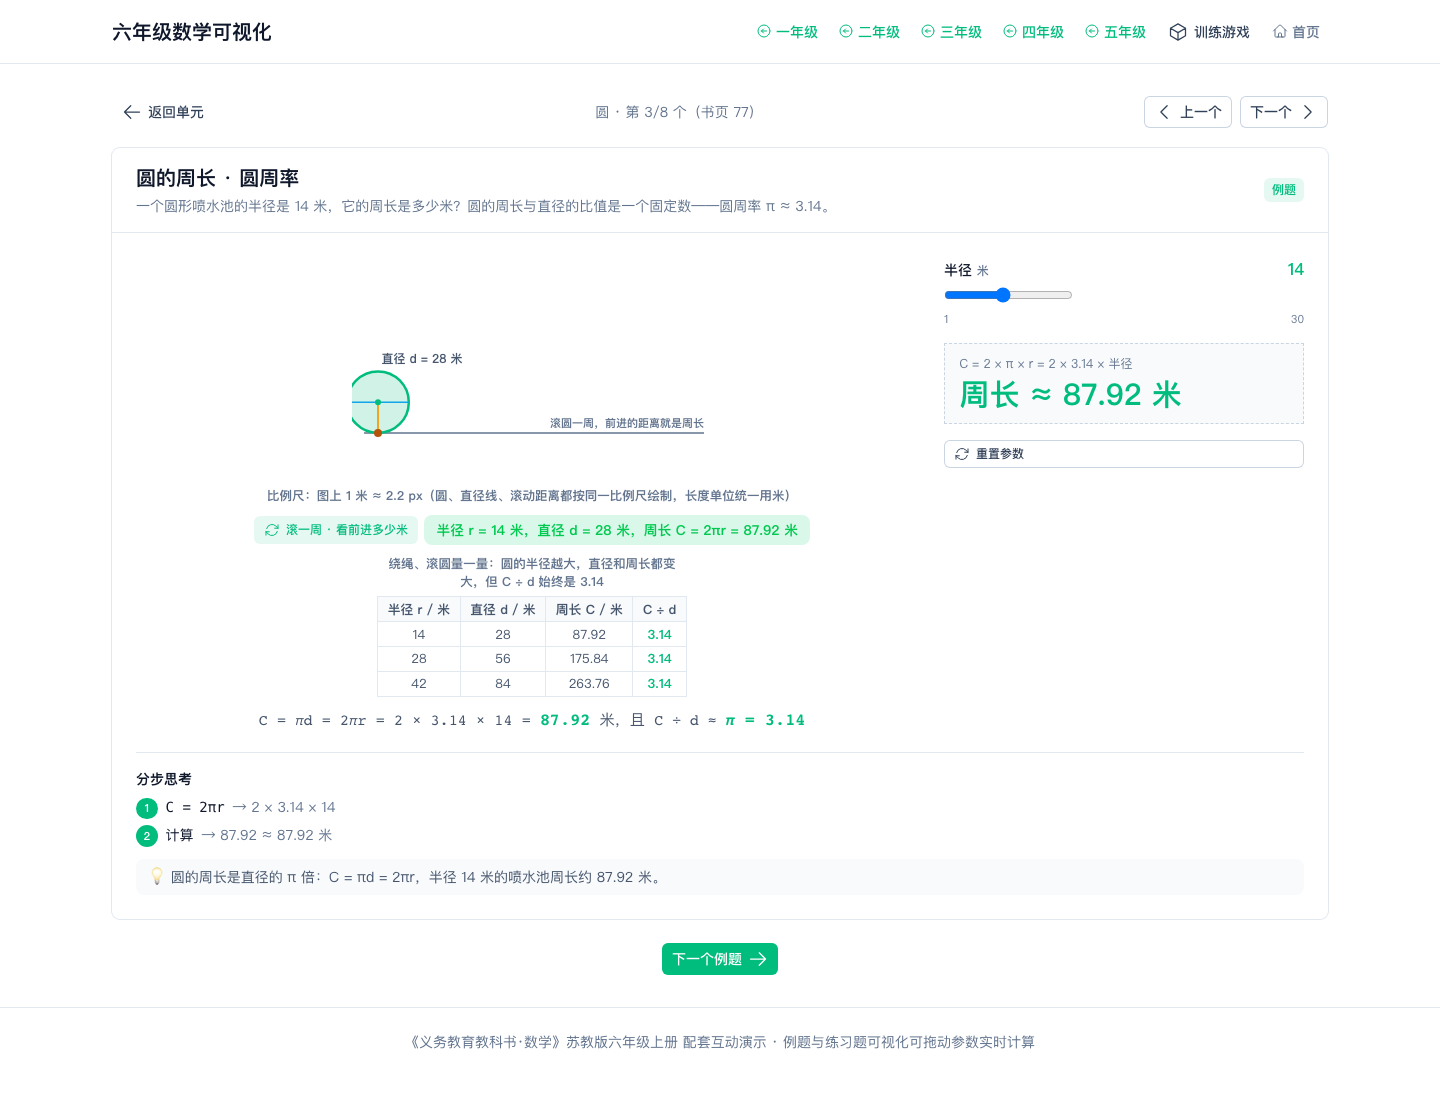 六年级数学可视化
一年级 二年级 三年级 四年级 五年级 训练游戏 首页
返回单元
圆 · 第 3/8 个（书页 77）
上一个 下一个
圆的周长 · 圆周率
一个圆形喷水池的半径是 14 米，它的周长是多少米？圆的周长与直径的比值是一个固定数——圆周率 π ≈ 3.14。
例题
直径 d = 28 米
滚圆一周，前进的距离就是周长
比例尺：图上 1 米 ≈ 2.2 px（圆、直径线、滚动距离都按同一比例尺绘制，长度单位统一用米）
滚一周 · 看前进多少米
半径 r = 14 米，直径 d = 28 米，周长 C = 2πr = 87.92 米
绕绳、滚圆量一量：圆的半径越大，直径和周长都变
大，但 C ÷ d 始终是 3.14
半径 r / 米 直径 d / 米 周长 C / 米 C ÷ d
14 28 87.92 3.14
28 56 175.84 3.14
42 84 263.76 3.14
C = πd = 2πr = 2 × 3.14 × 14 = 87.92 米，且 C ÷ d ≈ π = 3.14
半径 米 14
1 30
C = 2 × π × r = 2 × 3.14 × 半径
周长 ≈ 87.92 米
重置参数
分步思考
1 C = 2πr → 2 × 3.14 × 14
2 计算 → 87.92 ≈ 87.92 米
圆的周长是直径的 π 倍：C = πd = 2πr，半径 14 米的喷水池周长约 87.92 米。
下一个例题
《义务教育教科书·数学》苏教版六年级上册 配套互动演示 · 例题与练习题可视化可拖动参数实时计算